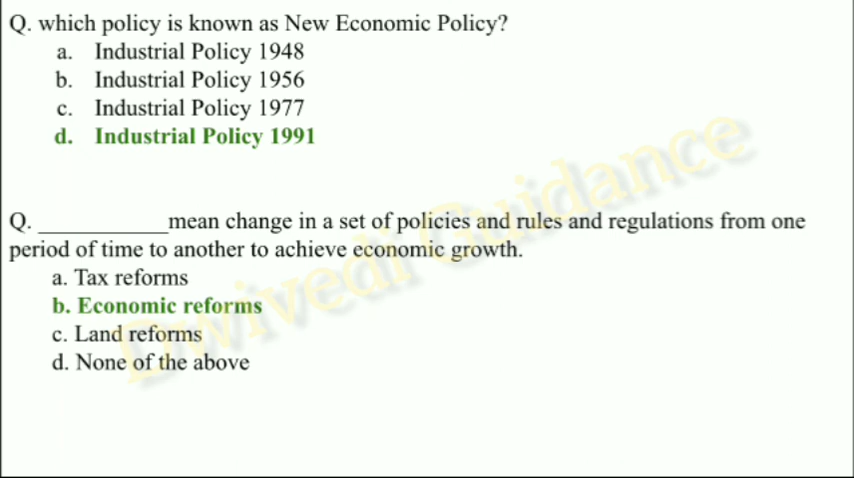 Q. which policy is known as New Economic Policy?
a. Industrial Policy 1948
b. Industrial Policy 1956
c. Industrial Policy 1977
d. Industrial Policy 1991
Q. ____________mean change in a set of policies and rules and regulations from one
period of time to another to achieve economic growth.
a. Tax reforms
b. Economic reforms
c. Land reforms
d. None of the above
Dwivedi Guidance